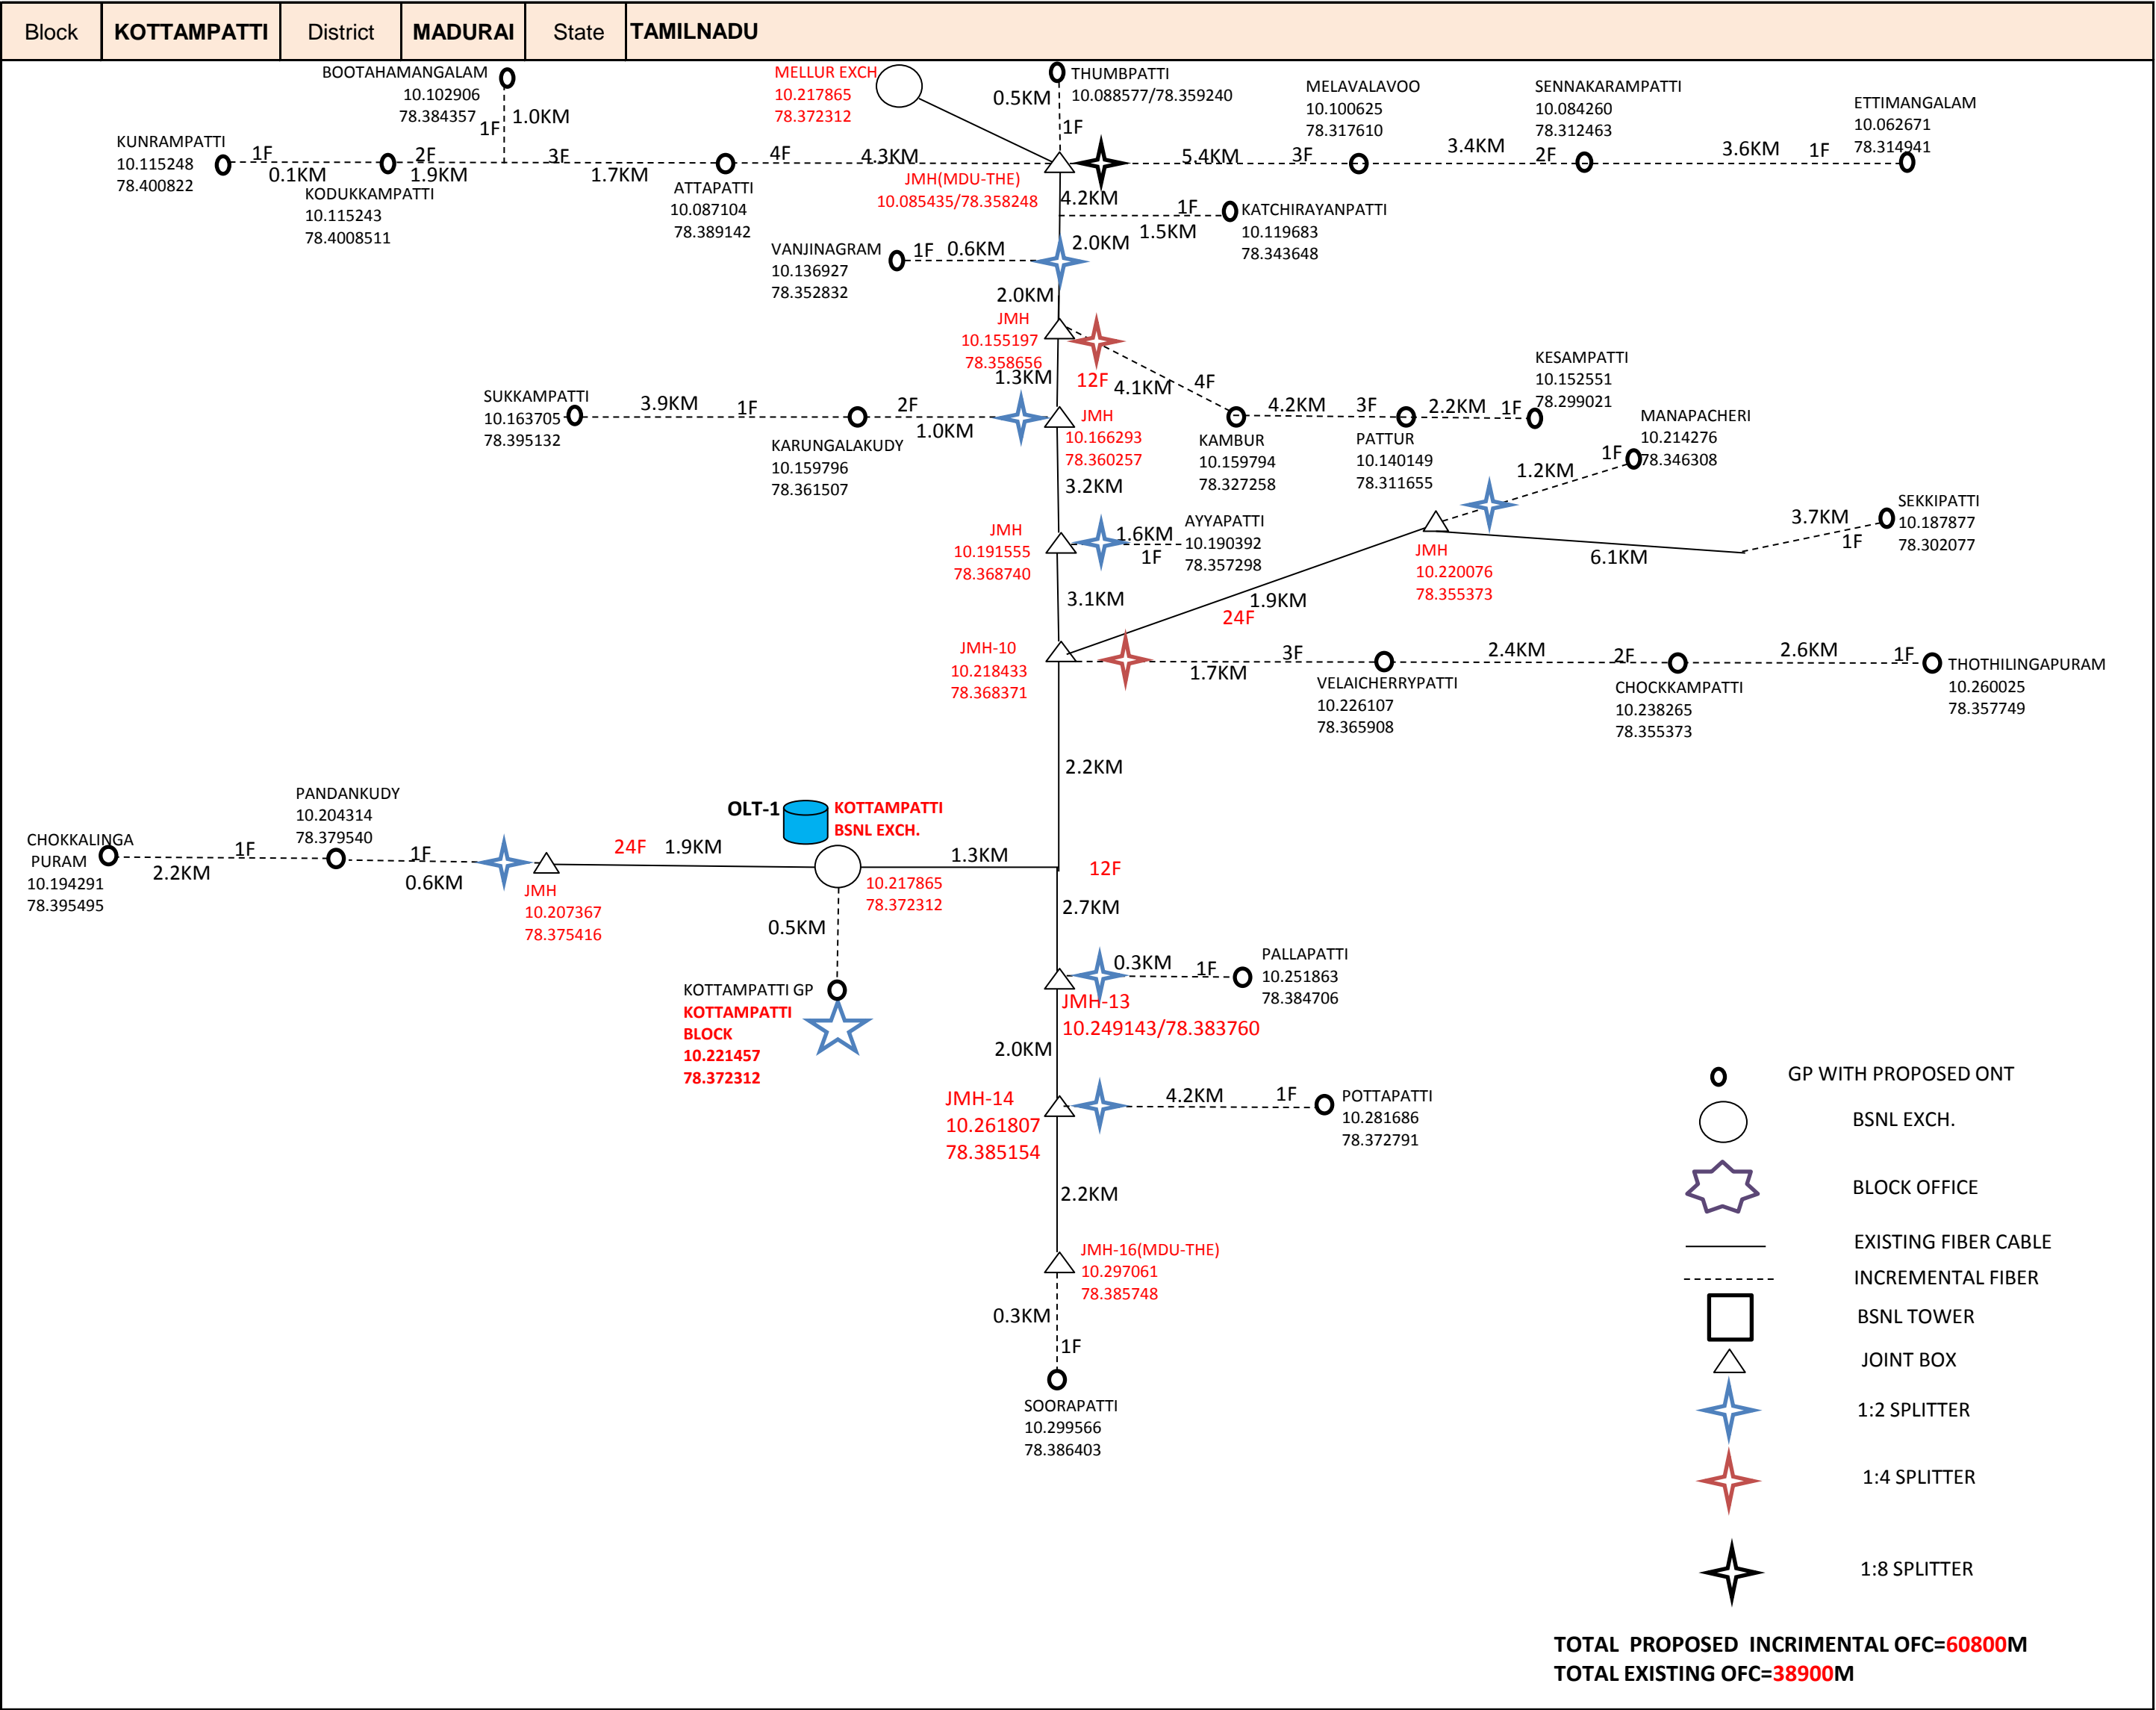 Block KOTTAMPATTI District MADURAI State TAMILNADU
BOOTAHAMANGALAM
10.102906
78.384357
1F
1.0KM
MELLUR EXCH
10.217865
78.372312
THUMBPATTI
10.088577/78.359240
0.5KM
1F
MELAVALAVOO
10.100625
78.317610
SENNAKARAMPATTI
10.084260
78.312463
ETTIMANGALAM
10.062671
78.314941
KUNRAMPATTI
10.115248
78.400822
1F
0.1KM
KODUKKAMPATTI
10.115243
78.4008511
2F
1.9KM
3F
1.7KM
ATTAPATTI
10.087104
78.389142
4F
4.3KM
JMH(MDU-THE)
10.085435/78.358248
5.4KM
3F
3.4KM
2F
3.6KM
1F
4.2KM
1F
1.5KM
KATCHIRAYANPATTI
10.119683
78.343648
2.0KM
VANJINAGRAM
10.136927
78.352832
1F
0.6KM
2.0KM
JMH
10.155197
78.358656
1.3KM
12F
4.1KM
4F
KAMBUR
10.159794
78.327258
4.2KM
3F
PATTUR
10.140149
78.311655
2.2KM
1F
KESAMPATTI
10.152551
78.299021
SUKKAMPATTI
10.163705
78.395132
3.9KM
1F
KARUNGALAKUDY
10.159796
78.361507
2F
1.0KM
JMH
10.166293
78.360257
MANAPACHERI
10.214276
78.346308
1F
1.2KM
3.2KM
JMH
10.191555
78.368740
1.6KM
1F
AYYAPATTI
10.190392
78.357298
JMH
10.220076
78.355373
6.1KM
3.7KM
1F
SEKKIPATTI
10.187877
78.302077
3.1KM
1.9KM
24F
JMH-10
10.218433
78.368371
3F
1.7KM
VELAICHERRYPATTI
10.226107
78.365908
2.4KM
2F
CHOCKKAMPATTI
10.238265
78.355373
2.6KM
1F
THOTHILINGAPURAM
10.260025
78.357749
2.2KM
CHOKKALINGA
PURAM
10.194291
78.395495
1F
2.2KM
PANDANKUDY
10.204314
78.379540
1F
0.6KM
JMH
10.207367
78.375416
24F
1.9KM
OLT-1
KOTTAMPATTI
BSNL EXCH.
10.217865
78.372312
1.3KM
12F
0.5KM
KOTTAMPATTI GP
KOTTAMPATTI
BLOCK
10.221457
78.372312
2.7KM
0.3KM
1F
PALLAPATTI
10.251863
78.384706
JMH-13
10.249143/78.383760
2.0KM
JMH-14
10.261807
78.385154
4.2KM
1F
POTTAPATTI
10.281686
78.372791
2.2KM
JMH-16(MDU-THE)
10.297061
78.385748
0.3KM
1F
SOORAPATTI
10.299566
78.386403
GP WITH PROPOSED ONT
BSNL EXCH.
BLOCK OFFICE
EXISTING FIBER CABLE
INCREMENTAL FIBER
BSNL TOWER
JOINT BOX
1:2 SPLITTER
1:4 SPLITTER
1:8 SPLITTER
TOTAL PROPOSED INCRIMENTAL OFC=60800M
TOTAL EXISTING OFC=38900M